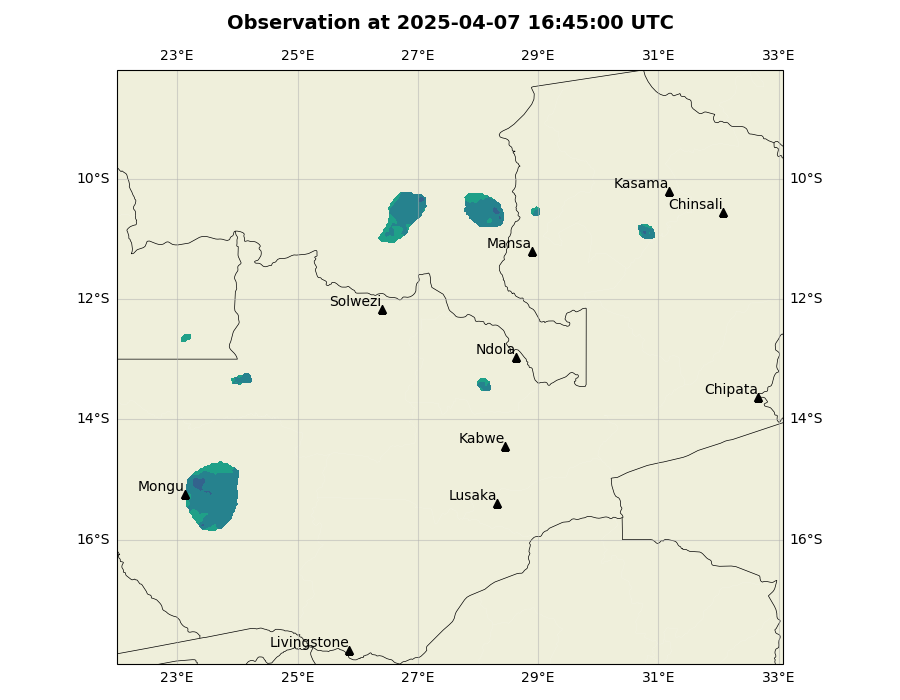 Observation at 2025-04-07 16:45:00 UTC
23°E 25°E 27°E 29°E 31°E 33°E
10°S 10°S
Kasama
Chinsali
Mansa
12°S 12°S
Solwezi
Ndola
Chipata
14°S 14°S
Kabwe
Mongu
Lusaka
16°S 16°S
Livingstone
23°E 25°E 27°E 29°E 31°E 33°E